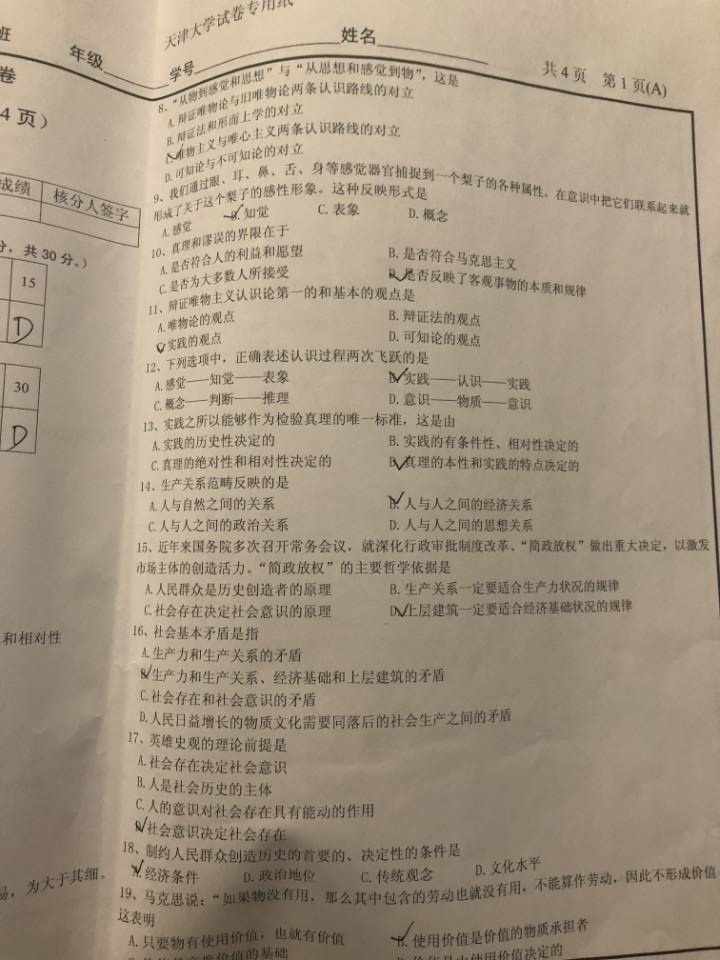 天津大学试卷专用纸
班
年级
学号
姓名
共4页 第1页(A)
卷
4页)
成绩 核分人签字
分,共30分。)
15
D
30
D
和相对性
易,为大于其细。
8、“从物到感觉和思想”与“从思想和感觉到物”,这是
A.辩证唯物论与旧唯物论两条认识路线的对立
B.辩证法和形而上学的对立
C.唯物主义与唯心主义两条认识路线的对立
D.可知论与不可知论的对立
9、我们通过眼、耳、鼻、舌、身等感觉器官捕捉到一个梨子的各种属性,在意识中把它们联系起来就
形成了关于这个梨子的感性形象。这种反映形式是
A.感觉 B.知觉 C.表象 D.概念
10、真理和谬误的界限在于
A.是否符合人的利益和愿望 B.是否符合马克思主义
C.是否为大多数人所接受 D.是否反映了客观事物的本质和规律
11、辩证唯物主义认识论第一的和基本的观点是
A.唯物论的观点 B.辩证法的观点
C.实践的观点 D.可知论的观点
12、下列选项中,正确表述认识过程两次飞跃的是
A.感觉——知觉——表象 B.实践——认识——实践
C.概念——判断——推理 D.意识——物质——意识
13、实践之所以能够作为检验真理的唯一标准,这是由
A.实践的历史性决定的 B.实践的有条件性、相对性决定的
C.真理的绝对性和相对性决定的 D.真理的本性和实践的特点决定的
14、生产关系范畴反映的是
A.人与自然之间的关系 B.人与人之间的经济关系
C.人与人之间的政治关系 D.人与人之间的思想关系
15、近年来国务院多次召开常务会议,就深化行政审批制度改革、“简政放权”做出重大决定,以激发
市场主体的创造活力。“简政放权”的主要哲学依据是
A.人民群众是历史创造者的原理 B.生产关系一定要适合生产力状况的规律
C.社会存在决定社会意识的原理 D.上层建筑一定要适合经济基础状况的规律
16、社会基本矛盾是指
A.生产力和生产关系的矛盾
B.生产力和生产关系、经济基础和上层建筑的矛盾
C.社会存在和社会意识的矛盾
D.人民日益增长的物质文化需要同落后的社会生产之间的矛盾
17、英雄史观的理论前提是
A.社会存在决定社会意识
B.人是社会历史的主体
C.人的意识对社会存在具有能动的作用
D.社会意识决定社会存在
18、制约人民群众创造历史的首要的、决定性的条件是
A.经济条件 D.政治地位 C.传统观念 D.文化水平
19、马克思说:“如果物没有用,那么其中包含的劳动也就没有用,不能算作劳动,因此不形成价值
这表明
A.只要物有使用价值,也就有价值 B.使用价值是价值的物质承担者
价值的基础 使用价值决定的